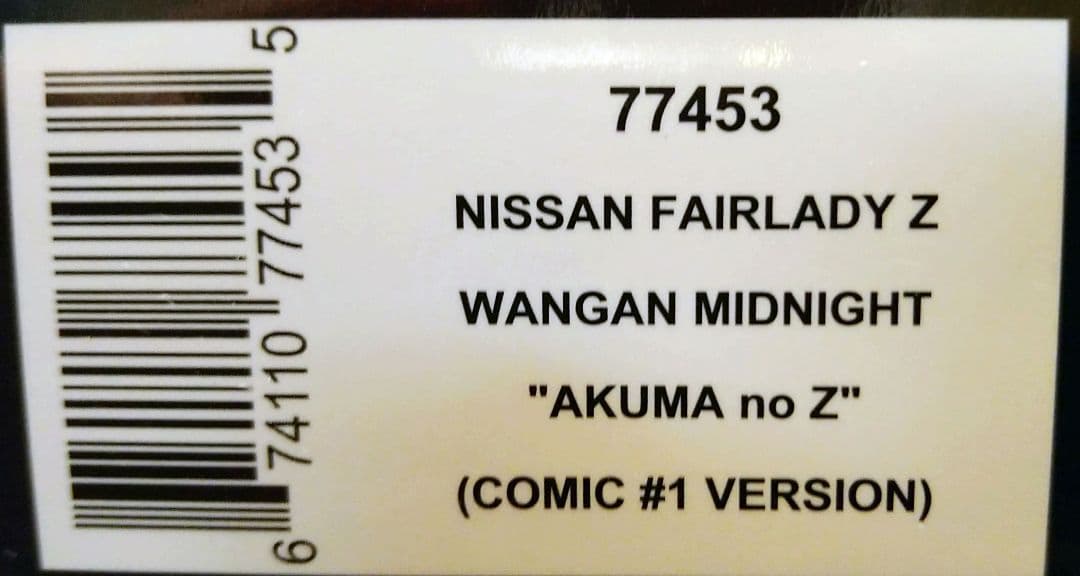 6 74110 77453 5
77453
NISSAN FAIRLADY Z
WANGAN MIDNIGHT
"AKUMA no Z"
(COMIC #1 VERSION)